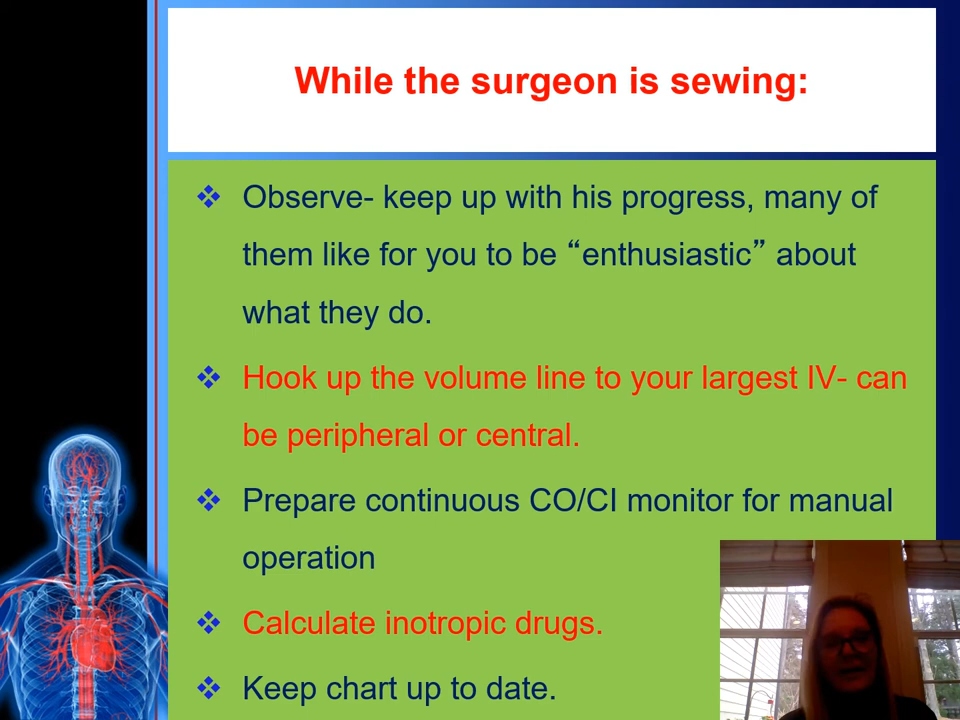 While the surgeon is sewing:
❖ Observe- keep up with his progress, many of
them like for you to be “enthusiastic” about
what they do.
❖ Hook up the volume line to your largest IV- can
be peripheral or central.
❖ Prepare continuous CO/CI monitor for manual
operation
❖ Calculate inotropic drugs.
❖ Keep chart up to date.